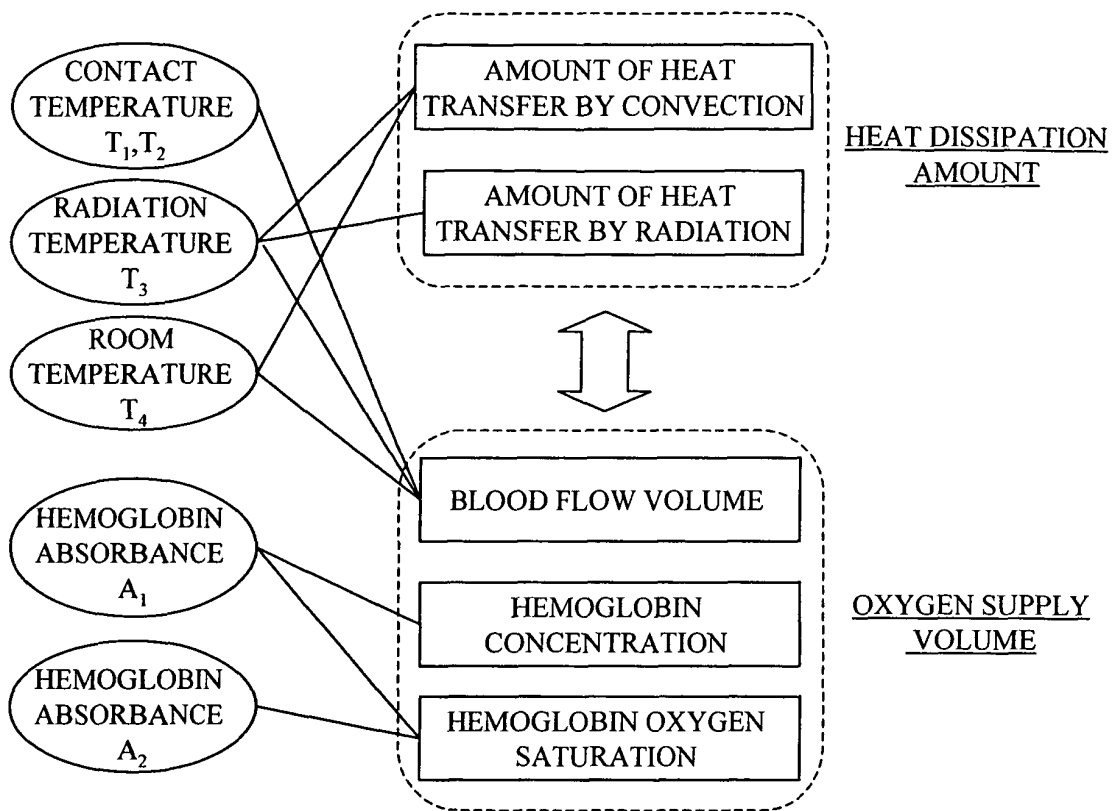 CONTACT
TEMPERATURE
T₁,T₂
RADIATION
TEMPERATURE
T₃
ROOM
TEMPERATURE
T₄
HEMOGLOBIN
ABSORBANCE
A₁
HEMOGLOBIN
ABSORBANCE
A₂
AMOUNT OF HEAT
TRANSFER BY CONVECTION
AMOUNT OF HEAT
TRANSFER BY RADIATION
HEAT DISSIPATION
AMOUNT
BLOOD FLOW VOLUME
HEMOGLOBIN
CONCENTRATION
HEMOGLOBIN OXYGEN
SATURATION
OXYGEN SUPPLY
VOLUME